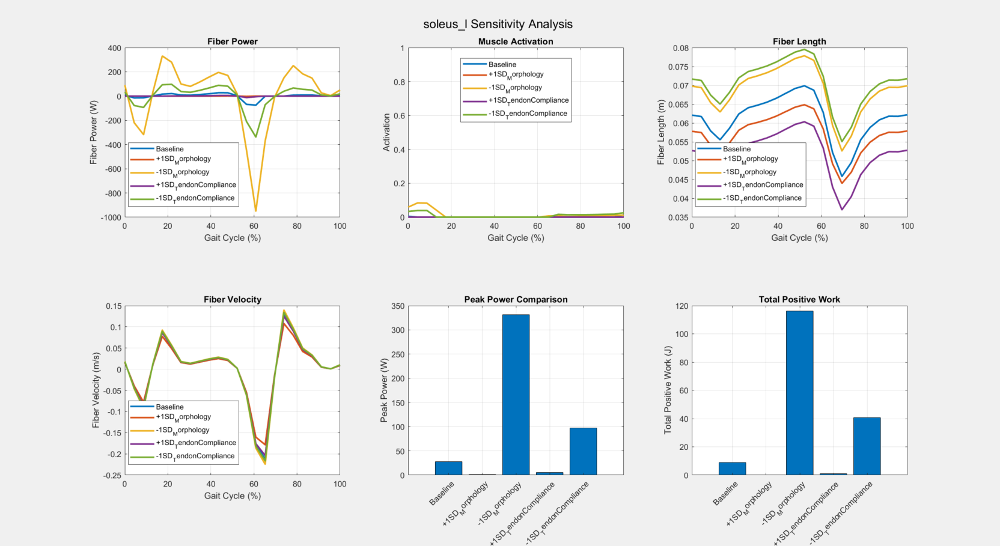 soleus_l Sensitivity Analysis
Fiber Power
400
200
0
-200
-400
-600
-800
-1000
Fiber Power (W)
Baseline
+1SD_Morphology
-1SD_Morphology
+1SD_TendonCompliance
-1SD_TendonCompliance
0 20 40 60 80 100
Gait Cycle (%)
Muscle Activation
1
0.8
0.6
0.4
0.2
0
Activation
Baseline
+1SD_Morphology
-1SD_Morphology
+1SD_TendonCompliance
-1SD_TendonCompliance
0 20 40 60 80 100
Gait Cycle (%)
Fiber Length
0.08
0.075
0.07
0.065
0.06
0.055
0.05
0.045
0.04
0.035
Fiber Length (m)
Baseline
+1SD_Morphology
-1SD_Morphology
+1SD_TendonCompliance
-1SD_TendonCompliance
0 20 40 60 80 100
Gait Cycle (%)
Fiber Velocity
0.15
0.1
0.05
0
-0.05
-0.1
-0.15
-0.2
-0.25
Fiber Velocity (m/s)
Baseline
+1SD_Morphology
-1SD_Morphology
+1SD_TendonCompliance
-1SD_TendonCompliance
0 20 40 60 80 100
Gait Cycle (%)
Peak Power Comparison
350
300
250
200
150
100
50
0
Peak Power (W)
Baseline
+1SD_Morphology
-1SD_Morphology
+1SD_TendonCompliance
-1SD_TendonCompliance
Total Positive Work
120
100
80
60
40
20
0
Total Positive Work (J)
Baseline
+1SD_Morphology
-1SD_Morphology
+1SD_TendonCompliance
-1SD_TendonCompliance